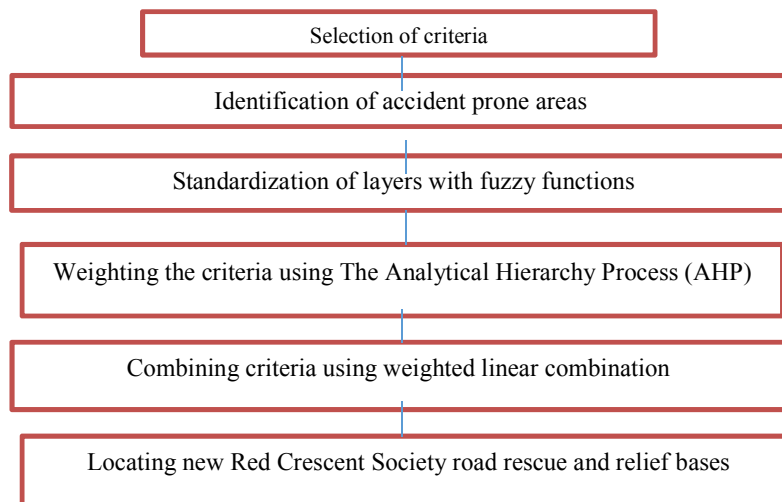 Selection of criteria
Identification of accident prone areas
Standardization of layers with fuzzy functions
Weighting the criteria using The Analytical Hierarchy Process (AHP)
Combining criteria using weighted linear combination
Locating new Red Crescent Society road rescue and relief bases